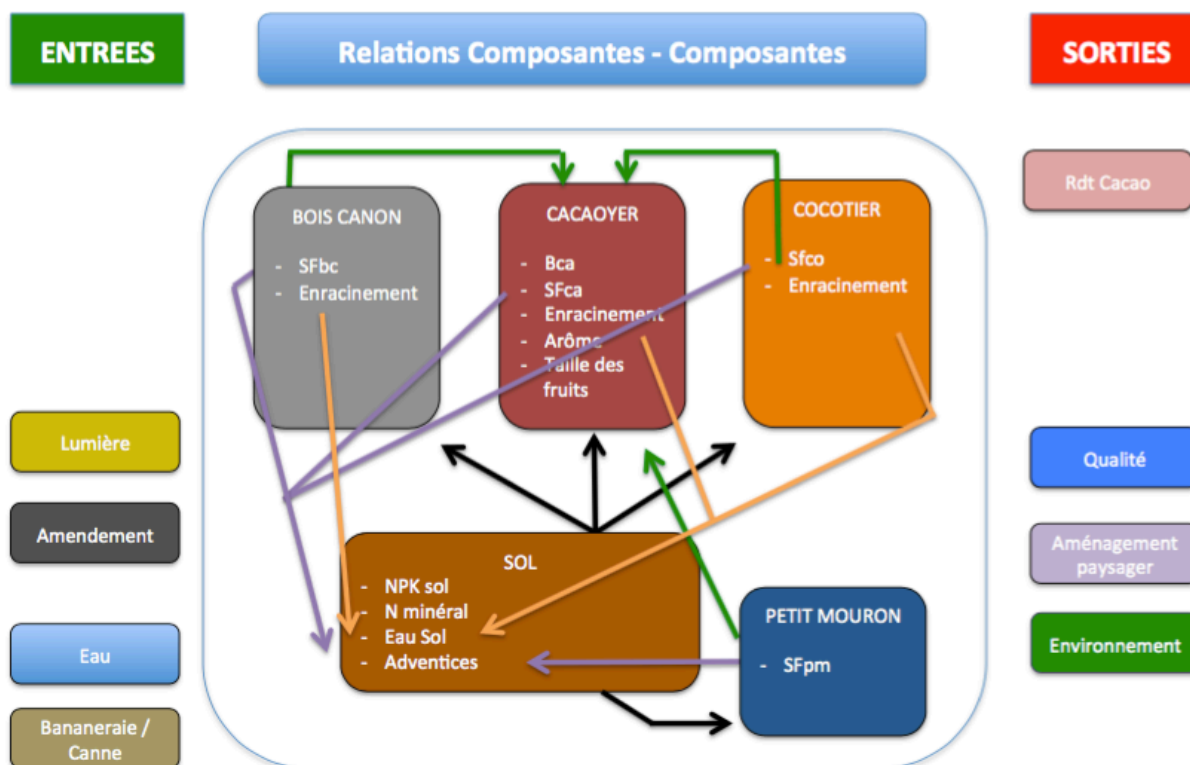 ENTREES
Relations Composantes - Composantes
SORTIES
Rdt Cacao
BOIS CANON
- SFbc
- Enracinement
CACAOYER
- Bca
- SFca
- Enracinement
- Arôme
- Taille des
fruits
COCOTIER
- Sfco
- Enracinement
Lumière
Amendement
Eau
Bananeraie /
Canne
SOL
- NPK sol
- N minéral
- Eau Sol
- Adventices
PETIT MOURON
- SFpm
Qualité
Aménagement
paysager
Environnement